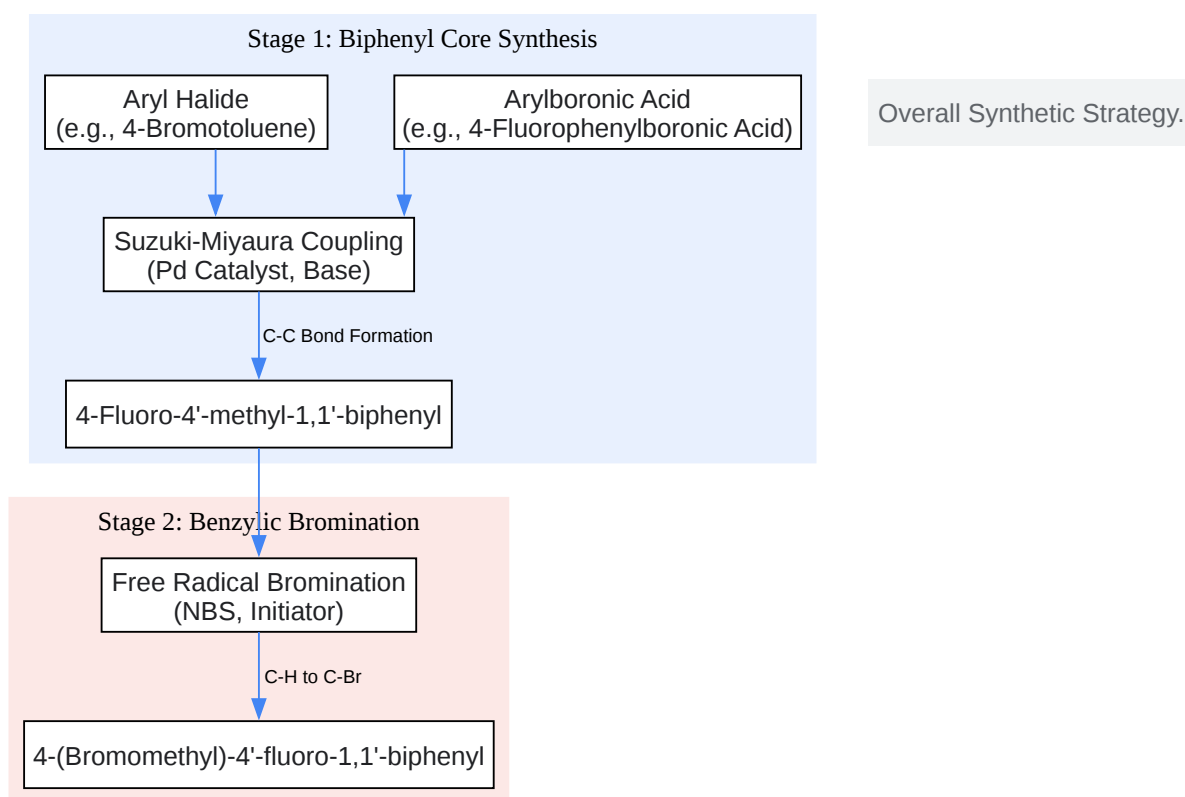 Stage 1: Biphenyl Core Synthesis
Aryl Halide
(e.g., 4-Bromotoluene)
Arylboronic Acid
(e.g., 4-Fluorophenylboronic Acid)
Overall Synthetic Strategy.
Suzuki-Miyaura Coupling
(Pd Catalyst, Base)
C-C Bond Formation
4-Fluoro-4'-methyl-1,1'-biphenyl
Stage 2: Benzylic Bromination
Free Radical Bromination
(NBS, Initiator)
C-H to C-Br
4-(Bromomethyl)-4'-fluoro-1,1'-biphenyl